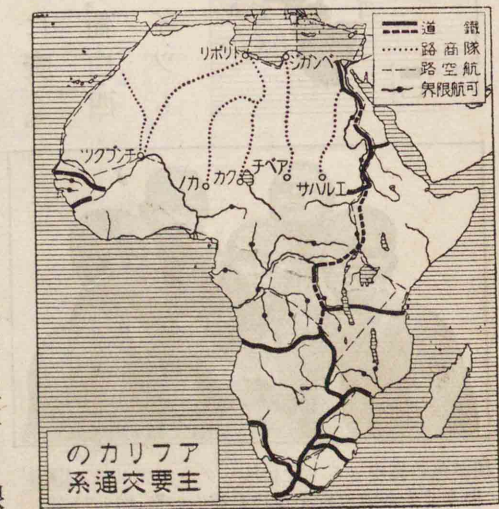 鐵道
隊商路
航空路
可航限界
トリポリ
ベンガシ
チンブクツ
カノ
クカ
アベチ
エルハサ
アフリカの
主要交通系